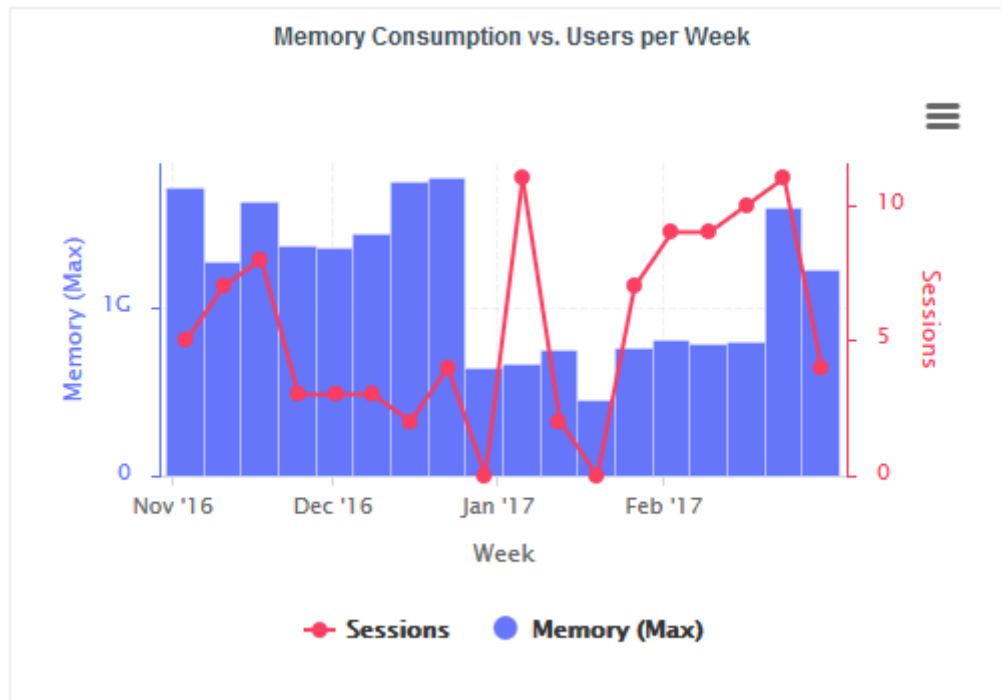 Memory Consumption vs. Users per Week
Memory (Max)
1G
0
10
5
0
Sessions
Nov '16 Dec '16 Jan '17 Feb '17
Week
Sessions Memory (Max)